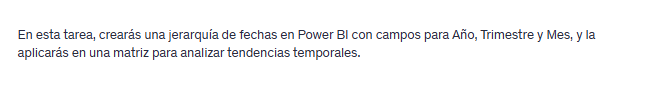 En esta tarea, crearás una jerarquía de fechas en Power BI con campos para Año, Trimestre y Mes, y la
aplicarás en una matriz para analizar tendencias temporales.